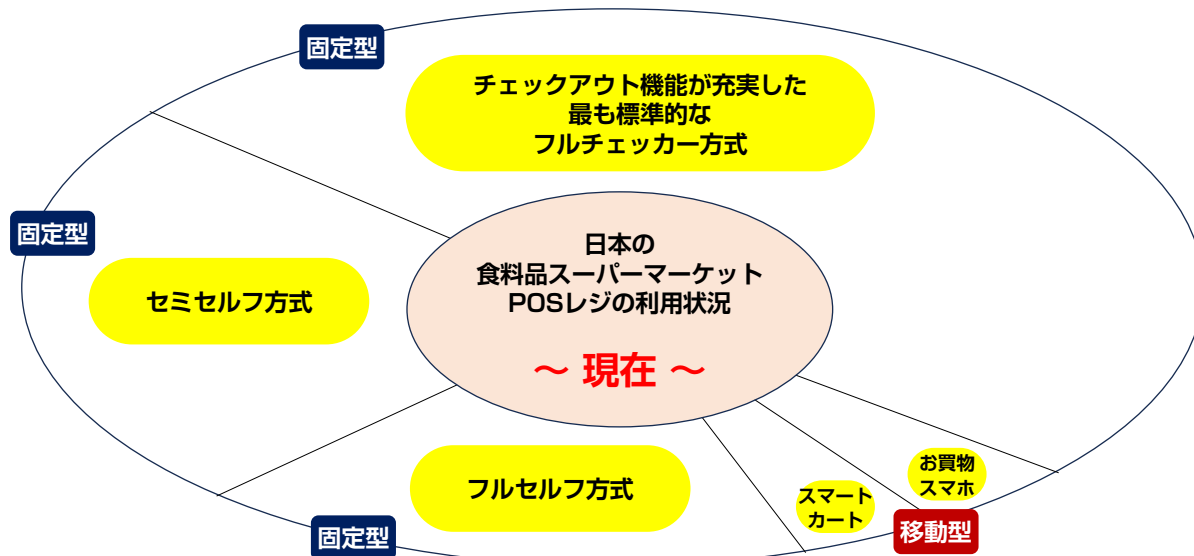 固定型
チェックアウト機能が充実した
最も標準的な
フルチェッカー方式
固定型
セミセルフ方式
日本の
食料品スーパーマーケット
POSレジの利用状況
～ 現在 ～
フルセルフ方式
固定型
スマート
カート
お買物
スマホ
移動型